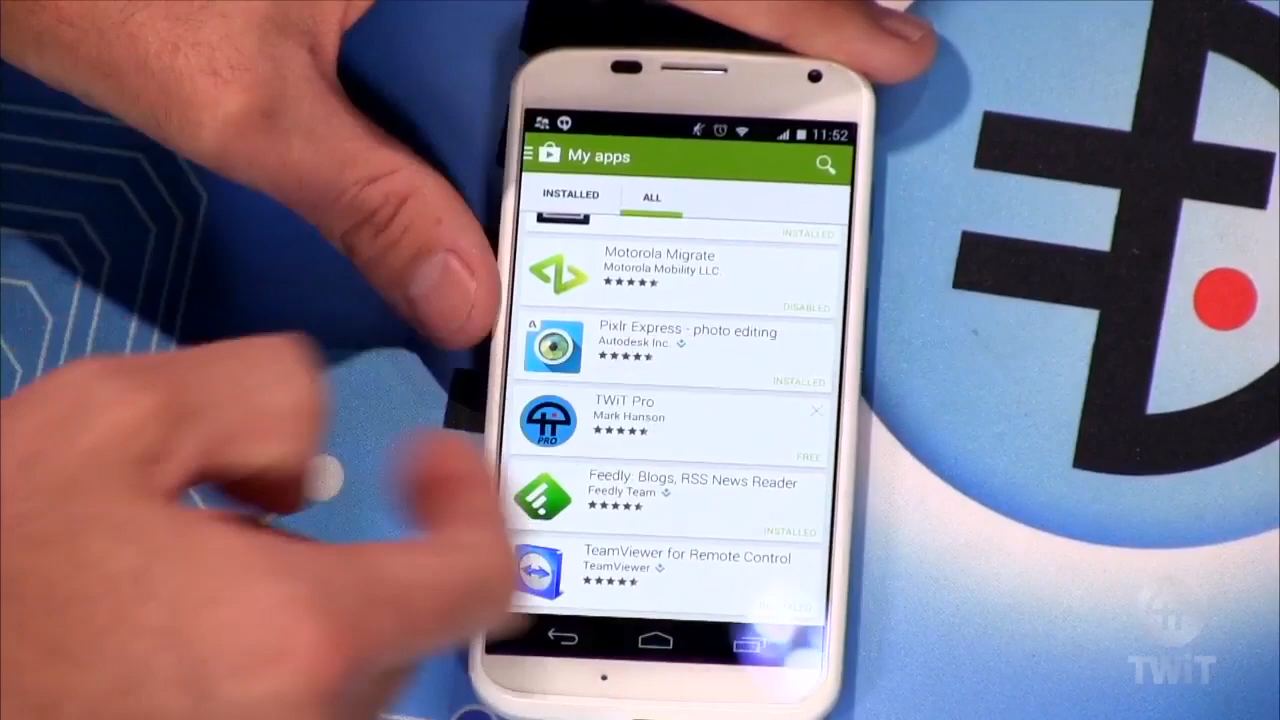 11:52
My apps
INSTALLED ALL
INSTALLED
Motorola Migrate
Motorola Mobility LLC.
DISABLED
Pixlr Express - photo editing
Autodesk Inc.
INSTALLED
TWiT Pro
Mark Hanson
PRO
FREE
Feedly: Blogs, RSS News Reader
Feedly Team
INSTALLED
TeamViewer for Remote Control
TeamViewer
INSTALLED
TWiT